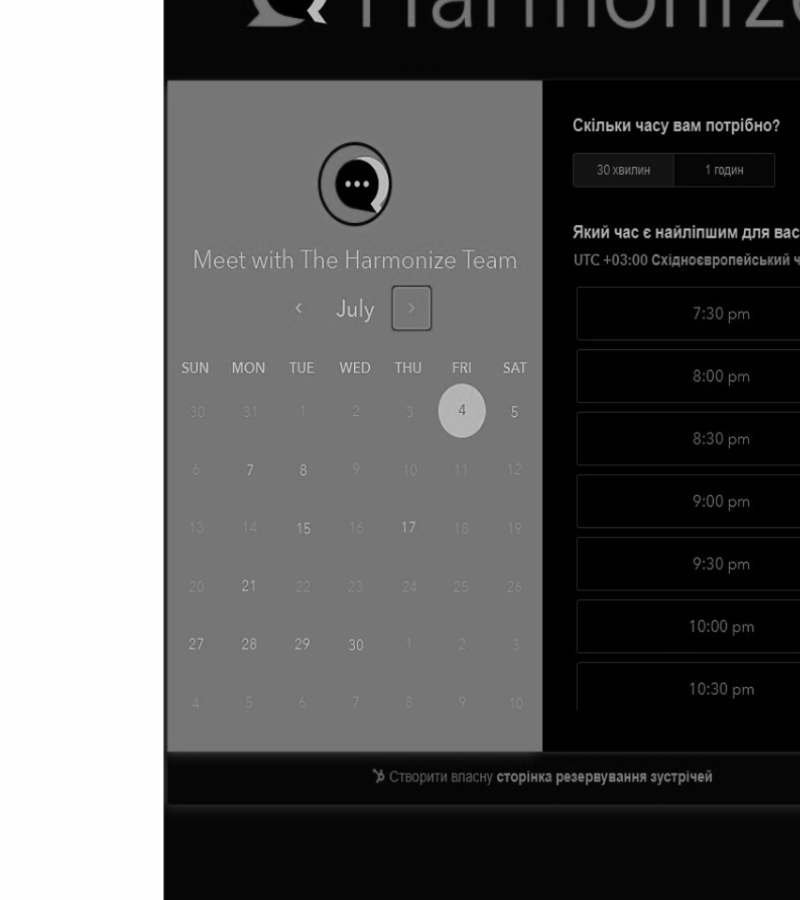 Harmonize
Meet with The Harmonize Team
July
SUN MON TUE WED THU FRI SAT
30 31 1 2 3 4 5
6 7 8 9 10 11 12
13 14 15 16 17 18 19
20 21 22 23 24 25 26
27 28 29 30 1 2 3
4 5 6 7 8 9 10
Скільки часу вам потрібно?
30 хвилин 1 годин
Який час є найліпшим для вас
UTC +03:00 Східноєвропейський ч
7:30 pm
8:00 pm
8:30 pm
9:00 pm
9:30 pm
10:00 pm
10:30 pm
Створити власну сторінка резервування зустрічей